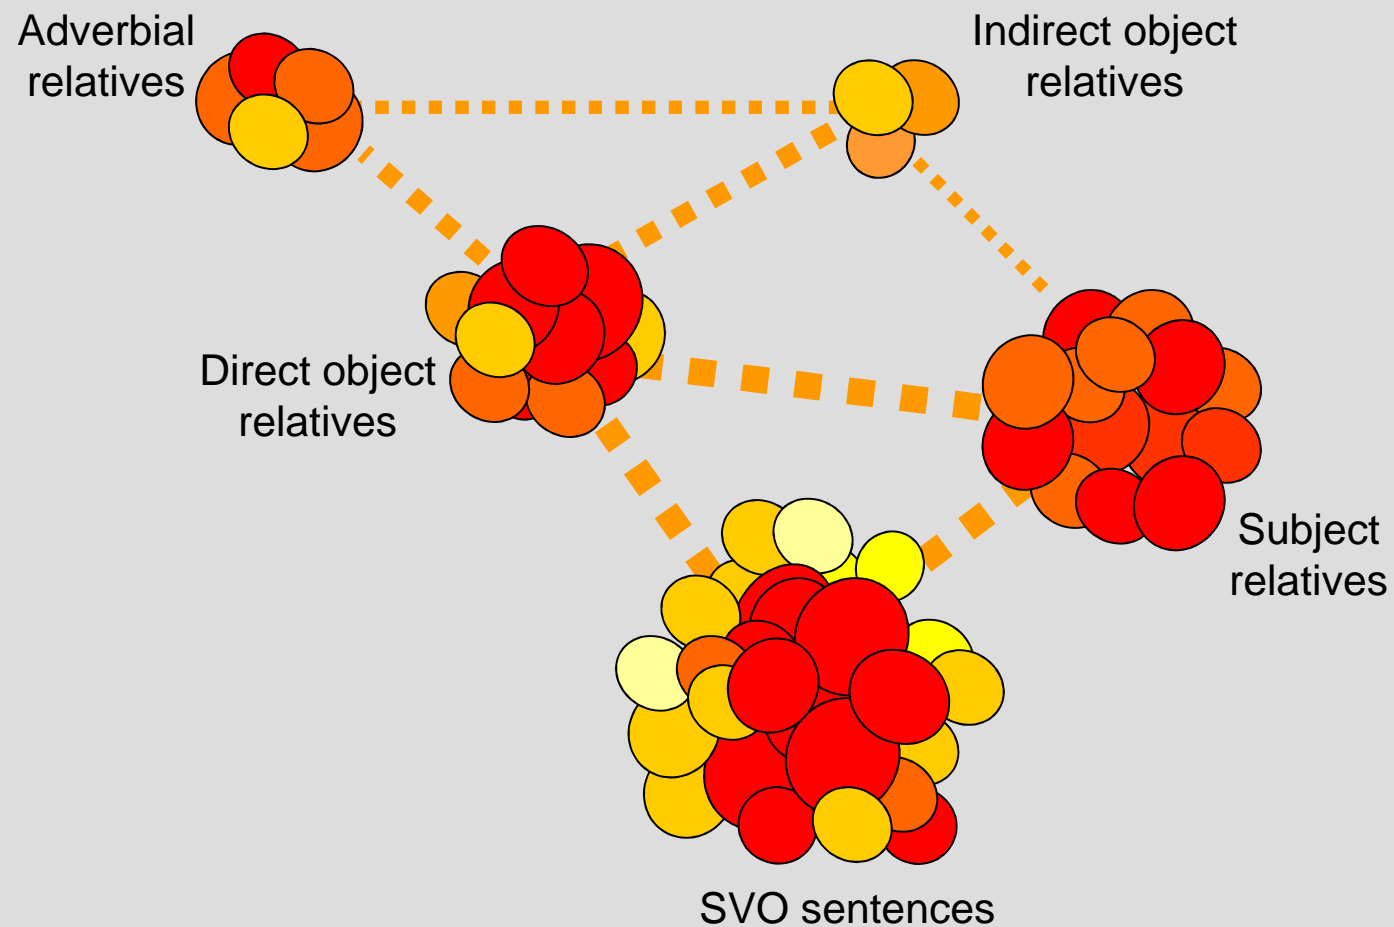 Adverbial
relatives
Indirect object
relatives
Direct object
relatives
Subject
relatives
SVO sentences